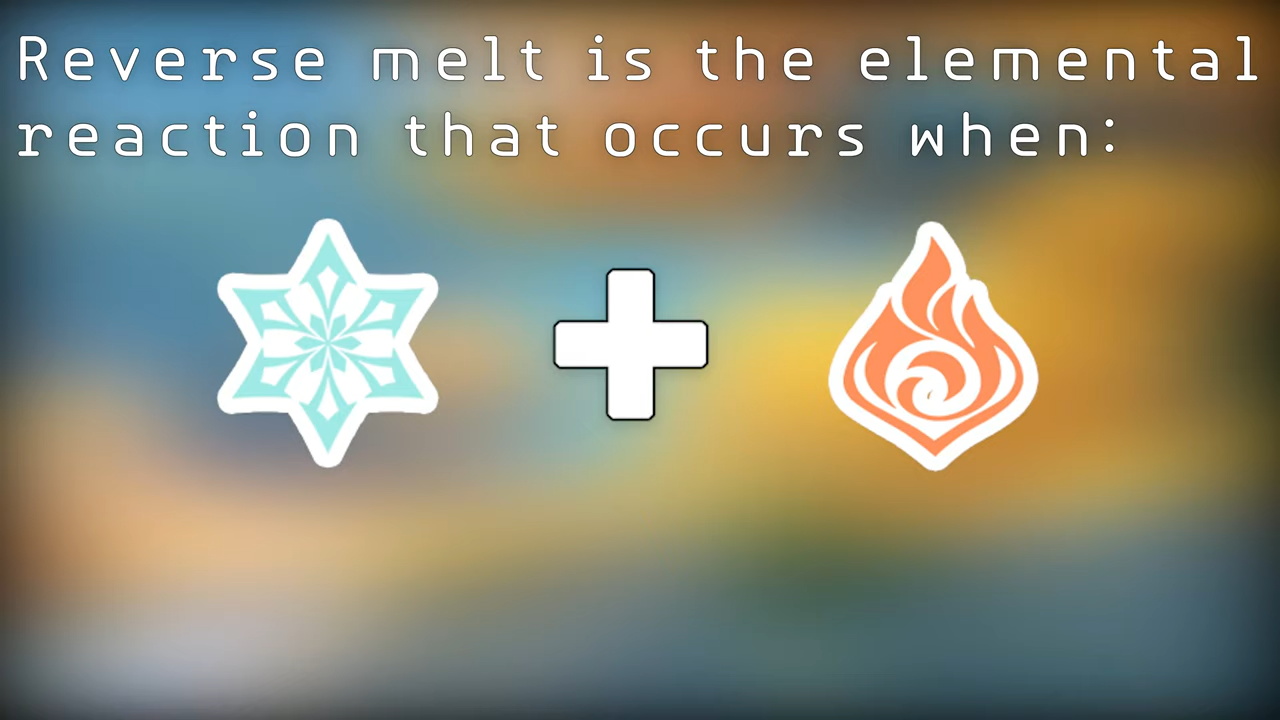 Reverse melt is the elemental
reaction that occurs when: